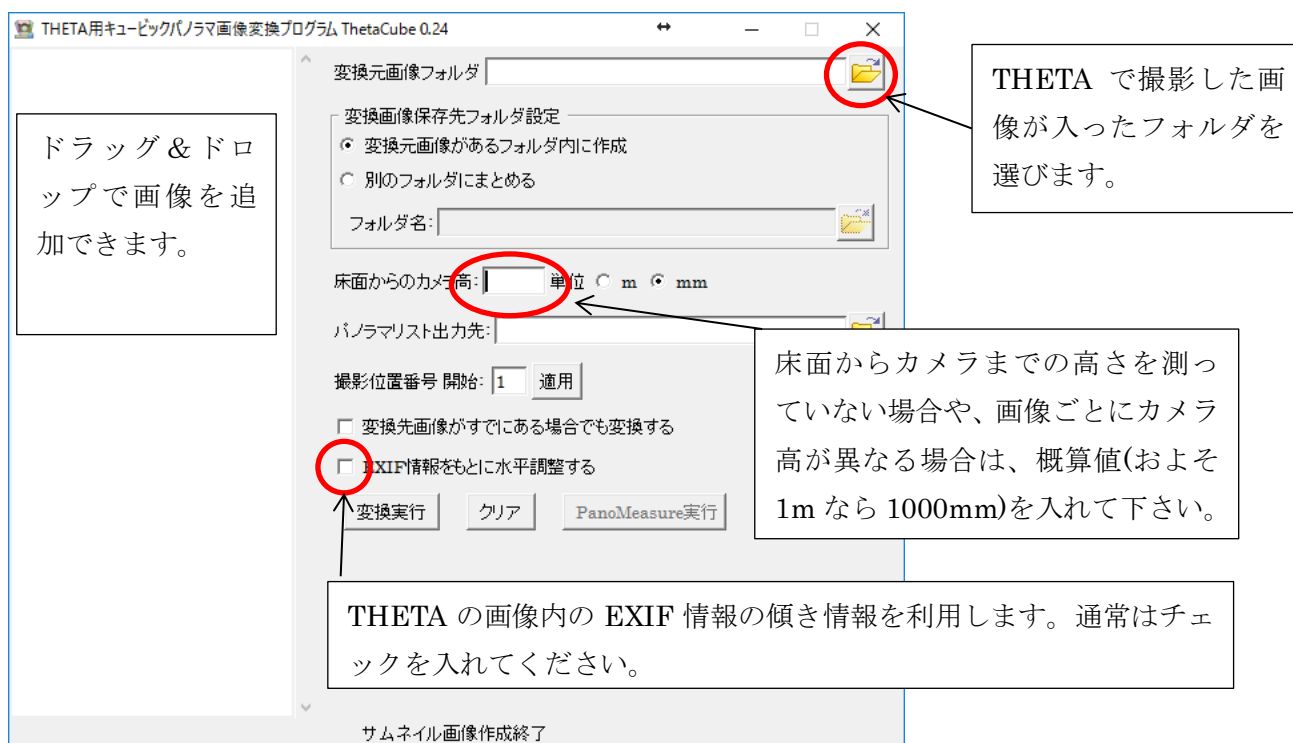 THETA用キュービックパノラマ画像変換プログラム ThetaCube 0.24
変換元画像フォルダ
THETA で撮影した画
像が入ったフォルダを
選びます。
変換画像保存先フォルダ設定
変換元画像があるフォルダ内に作成
別のフォルダにまとめる
フォルダ名:
ドラッグ＆ドロ
ップで画像を追
加できます。
床面からのカメラ高: 単位 m mm
パノラマリスト出力先:
床面からカメラまでの高さを測っ
ていない場合や、画像ごとにカメラ
高が異なる場合は、概算値(およそ
1m なら 1000mm)を入れて下さい。
撮影位置番号 開始: 1 適用
変換先画像がすでにある場合でも変換する
EXIF情報をもとに水平調整する
変換実行 クリア PanoMeasure実行
THETA の画像内の EXIF 情報の傾き情報を利用します。通常はチェ
ックを入れてください。
サムネイル画像作成終了